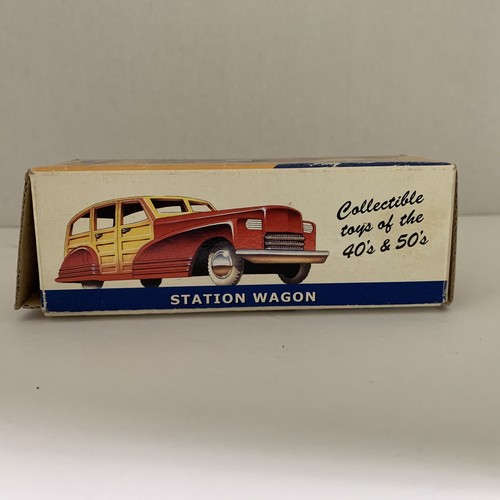 Collectible
toys of the
40's & 50's
STATION WAGON